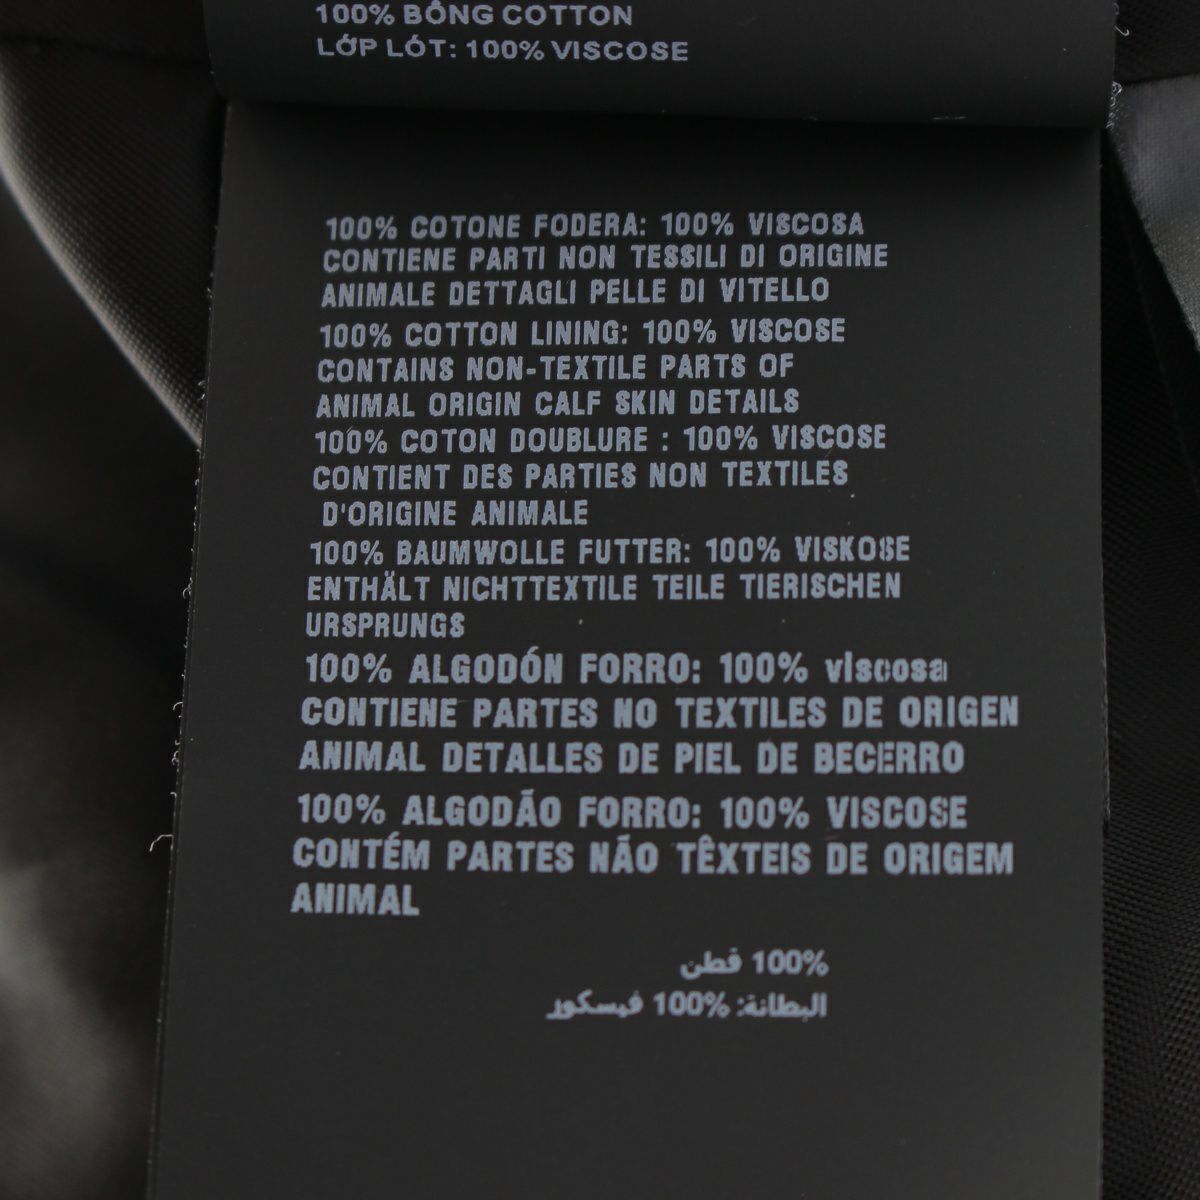 100% BÔNG COTTON
LỚP LÓT: 100% VISCOSE
100% COTONE FODERA: 100% VISCOSA
CONTIENE PARTI NON TESSILI DI ORIGINE
ANIMALE DETTAGLI PELLE DI VITELLO
100% COTTON LINING: 100% VISCOSE
CONTAINS NON-TEXTILE PARTS OF
ANIMAL ORIGIN CALF SKIN DETAILS
100% COTON DOUBLURE : 100% VISCOSE
CONTIENT DES PARTIES NON TEXTILES
D'ORIGINE ANIMALE
100% BAUMWOLLE FUTTER: 100% VISKOSE
ENTHÄLT NICHTTEXTILE TEILE TIERISCHEN
URSPRUNGS
100% ALGODÓN FORRO: 100% viscosa
CONTIENE PARTES NO TEXTILES DE ORIGEN
ANIMAL DETALLES DE PIEL DE BECERRO
100% ALGODÃO FORRO: 100% VISCOSE
CONTÉM PARTES NÃO TÊXTEIS DE ORIGEM
ANIMAL
100% قطن
البطانة: 100% فيسكوز